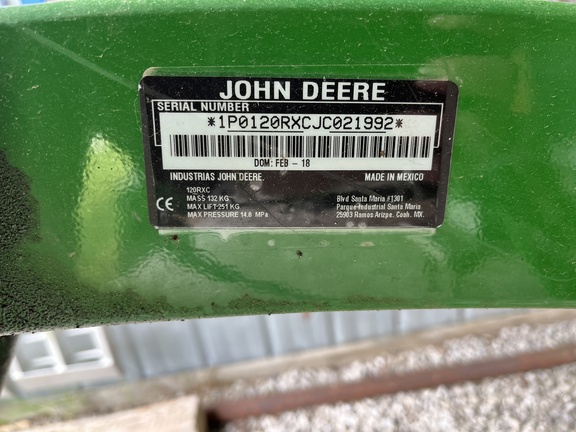 JOHN DEERE
SERIAL NUMBER
*1P0120RXCJC021992*
DOM: FEB - 18
INDUSTRIAS JOHN DEERE. MADE IN MEXICO
120RXC
MASS 132 KG Blvd Santa Maria #1301
CE MAX LIFT-251 KG Parque Industrial Santa Maria
MAX PRESSURE 14.8 MPa 25903 Ramos Arizpe. Coah. MX.